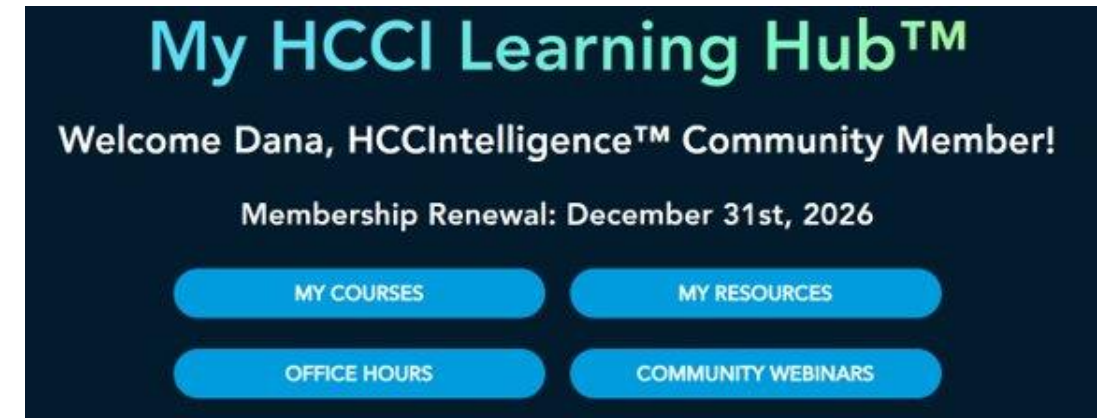 My HCCI Learning Hub™
Welcome Dana, HCCIntelligence™ Community Member!
Membership Renewal: December 31st, 2026
MY COURSES
MY RESOURCES
OFFICE HOURS
COMMUNITY WEBINARS